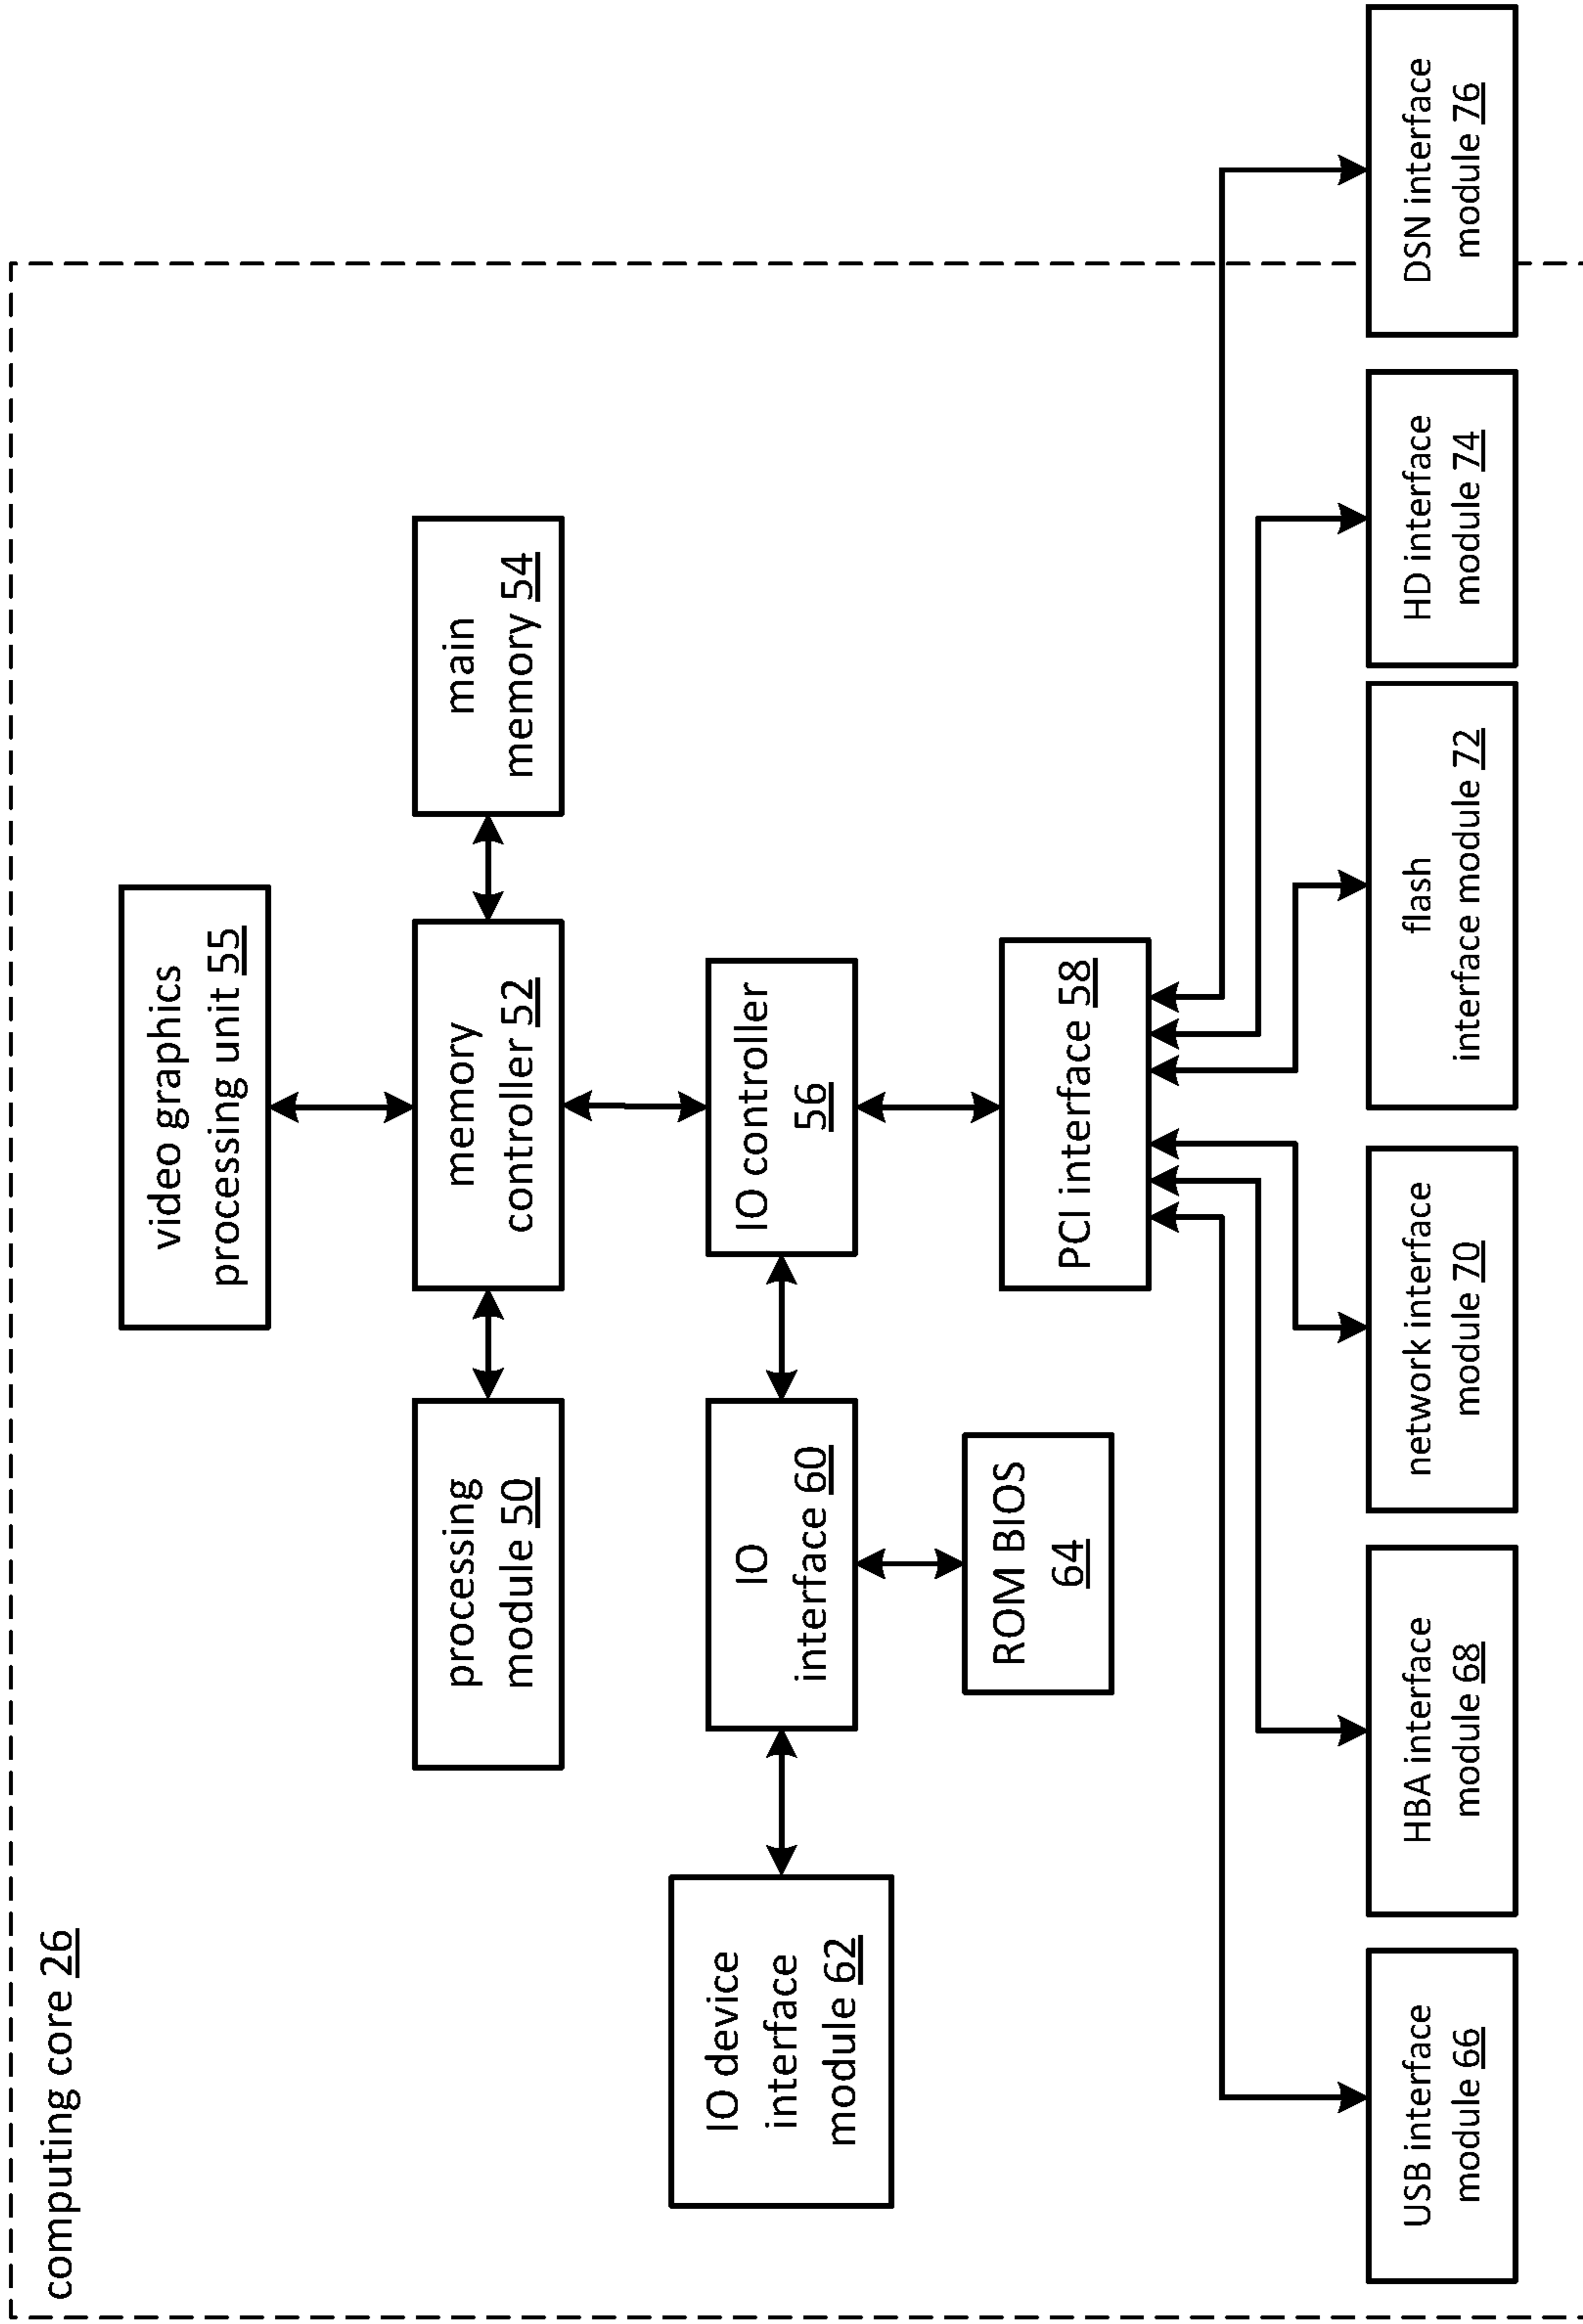 computing core 26
video graphics
processing unit 55
processing
module 50
memory
controller 52
main
memory 54
IO device
interface
module 62
IO
interface 60
IO controller
56
ROM BIOS
64
PCI interface 58
USB interface
module 66
HBA interface
module 68
network interface
module 70
flash
interface module 72
HD interface
module 74
DSN interface
module 76